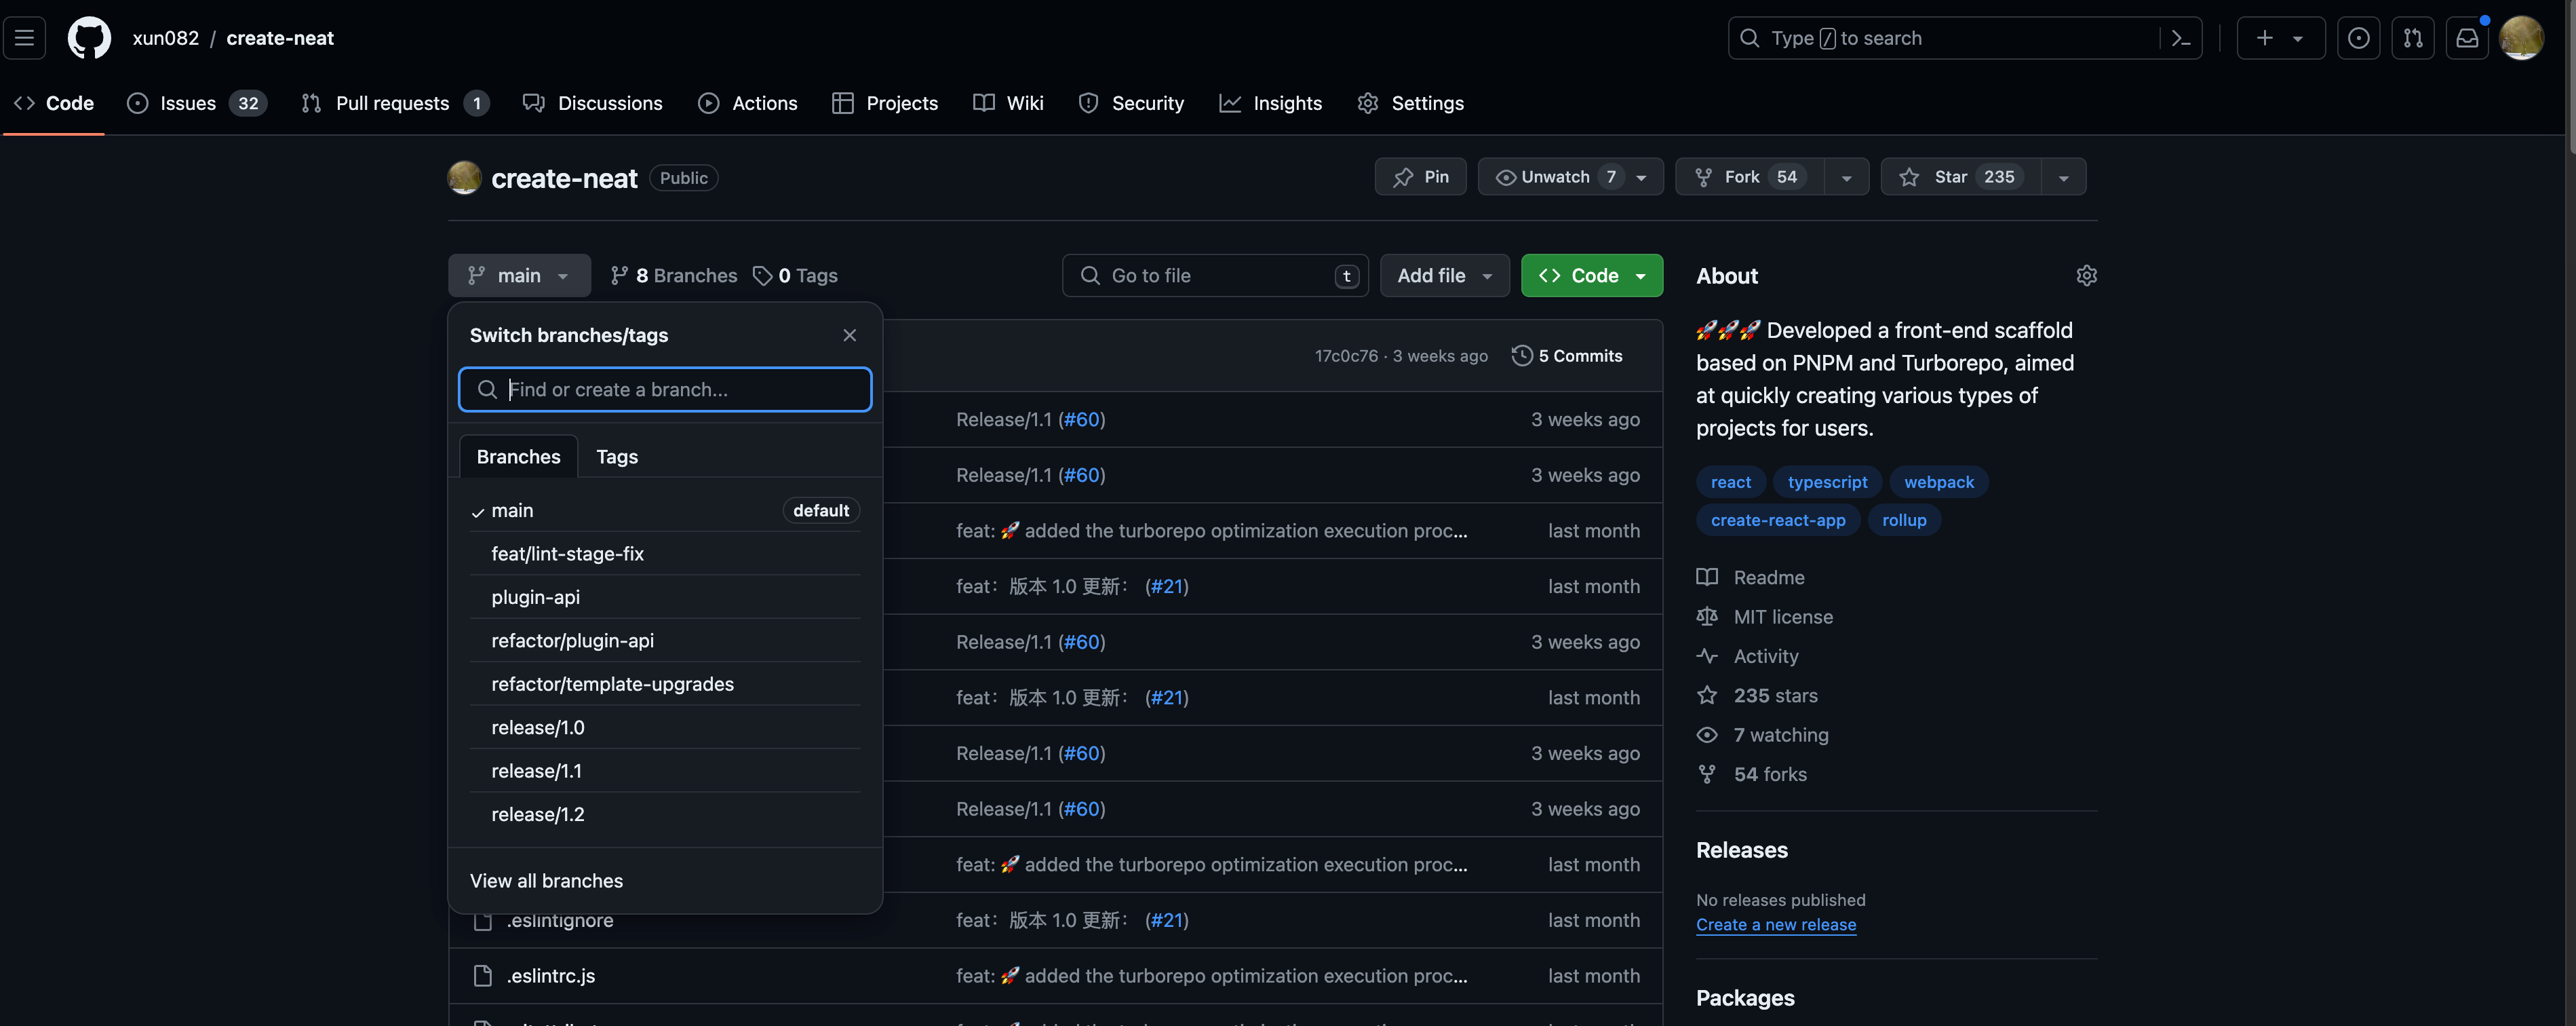 xun082 / create-neat
Type / to search
Code
Issues 32
Pull requests 1
Discussions
Actions
Projects
Wiki
Security
Insights
Settings
create-neat Public
Pin
Unwatch 7
Fork 54
Star 235
main
8 Branches
0 Tags
Go to file t
Add file
Code
Switch branches/tags
Find or create a branch...
Branches
Tags
main default
feat/lint-stage-fix
plugin-api
refactor/plugin-api
refactor/template-upgrades
release/1.0
release/1.1
release/1.2
View all branches
17c0c76 · 3 weeks ago
5 Commits
Release/1.1 (#60) 3 weeks ago
Release/1.1 (#60) 3 weeks ago
feat: 🚀 added the turborepo optimization execution proc... last month
feat：版本 1.0 更新： (#21) last month
Release/1.1 (#60) 3 weeks ago
feat：版本 1.0 更新： (#21) last month
Release/1.1 (#60) 3 weeks ago
Release/1.1 (#60) 3 weeks ago
feat: 🚀 added the turborepo optimization execution proc... last month
.eslintignore feat：版本 1.0 更新： (#21) last month
.eslintrc.js feat: 🚀 added the turborepo optimization execution proc... last month
About
🚀🚀🚀 Developed a front-end scaffold
based on PNPM and Turborepo, aimed
at quickly creating various types of
projects for users.
react typescript webpack
create-react-app rollup
Readme
MIT license
Activity
235 stars
7 watching
54 forks
Releases
No releases published
Create a new release
Packages